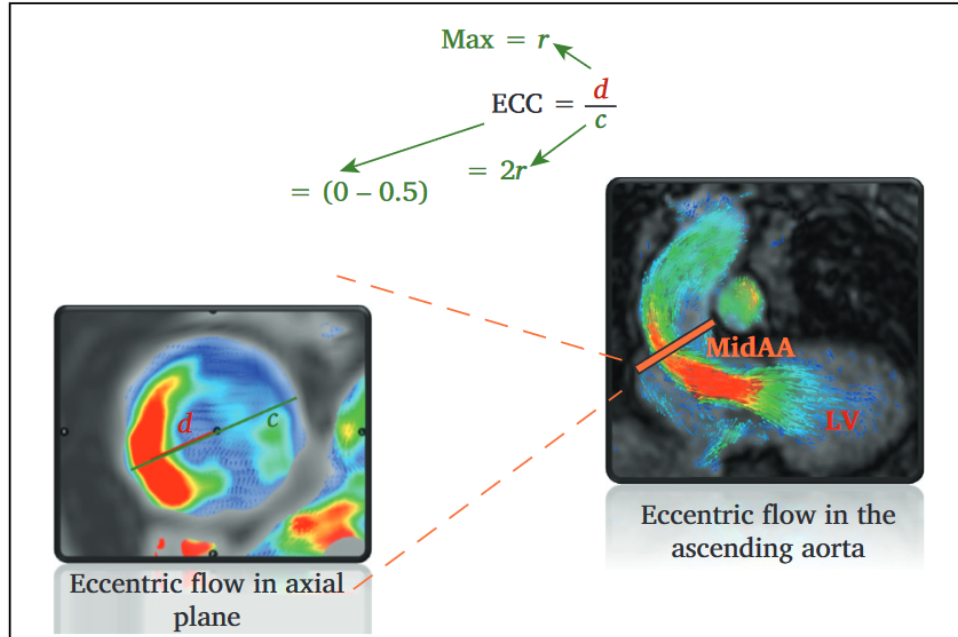 Max = r
ECC = d/c
= 2r
= (0 – 0.5)
MidAA
LV
d
c
Eccentric flow in the
ascending aorta
Eccentric flow in axial
plane